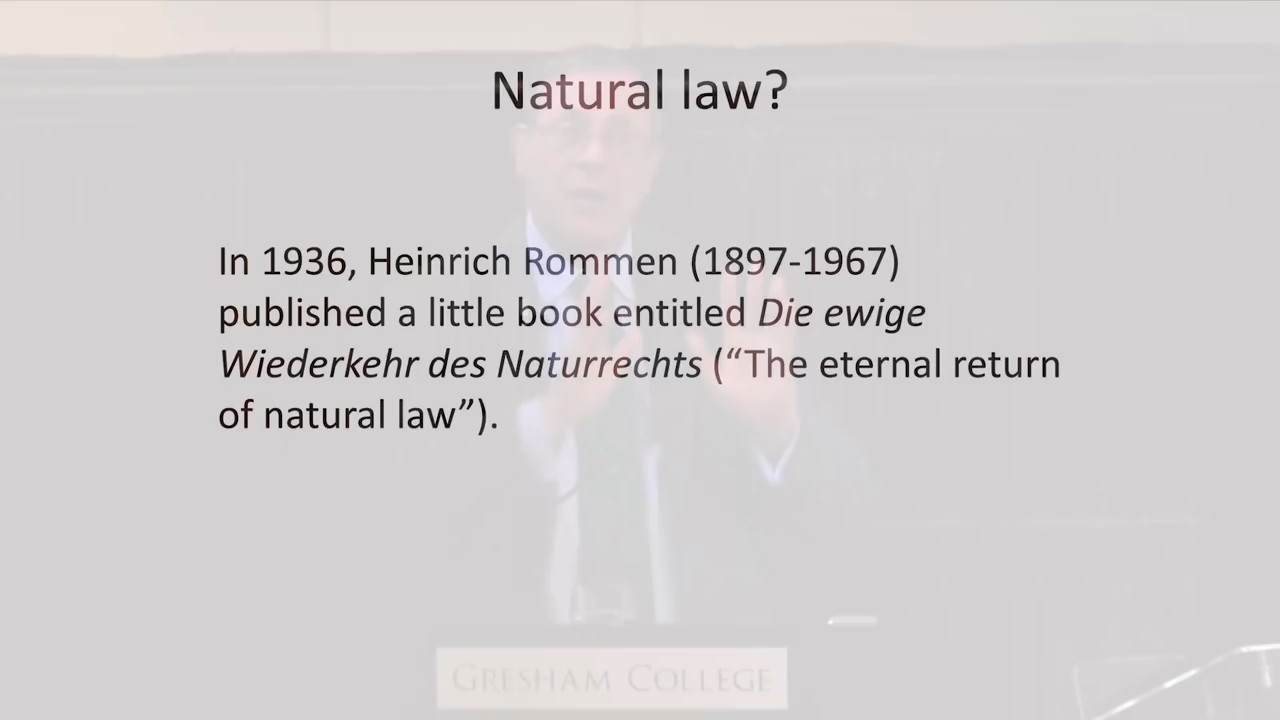 Natural law?
In 1936, Heinrich Rommen (1897-1967)
published a little book entitled Die ewige
Wiederkehr des Naturrechts (“The eternal return
of natural law”).
GRESHAM COLLEGE